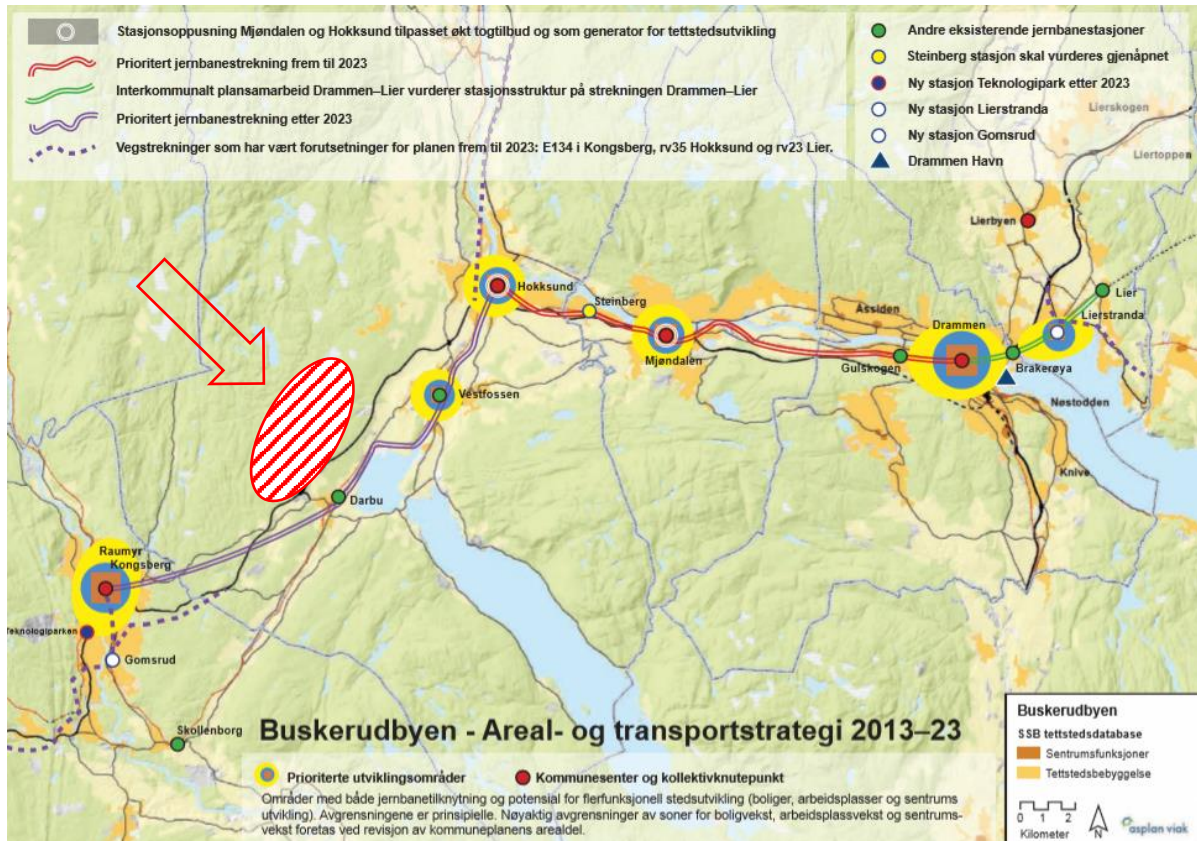 Stasjonsoppusning Mjøndalen og Hokksund tilpasset økt togtilbud og som generator for tettstedsutvikling
Prioritert jernbanestrekning frem til 2023
Interkommunalt plansamarbeid Drammen–Lier vurderer stasjonsstruktur på strekningen Drammen–Lier
Prioritert jernbanestrekning etter 2023
Vegstrekninger som har vært forutsetninger for planen frem til 2023: E134 i Kongsberg, rv35 Hokksund og rv23 Lier.
Andre eksisterende jernbanestasjoner
Steinberg stasjon skal vurderes gjenåpnet
Ny stasjon Teknologipark etter 2023
Ny stasjon Lierstranda
Ny stasjon Gomsrud
Drammen Havn
Lierskogen
Liertoppen
Lierbyen
Hokksund
Steinberg
Lier
Assiden
Lierstranda
Drammen
Mjøndalen
Gulskogen
Brakerøya
Vestfossen
Nøstodden
Knive
Darbu
Raumyr
Kongsberg
Teknologiparken
Gomsrud
Skollenborg
Buskerudbyen - Areal- og transportstrategi 2013–23
Prioriterte utviklingsområder
Kommunesenter og kollektivknutepunkt
Områder med både jernbanetilknytning og potensial for flerfunksjonell stedsutvikling (boliger, arbeidsplasser og sentrums
utvikling). Avgrensningene er prinsipielle. Nøyaktig avgrensninger av soner for boligvekst, arbeidsplassvekst og sentrums-
vekst foretas ved revisjon av kommuneplanens arealdel.
Buskerudbyen
SSB tettstedsdatabase
Sentrumsfunksjoner
Tettstedsbebyggelse
0 1 2
Kilometer
N
asplan viak